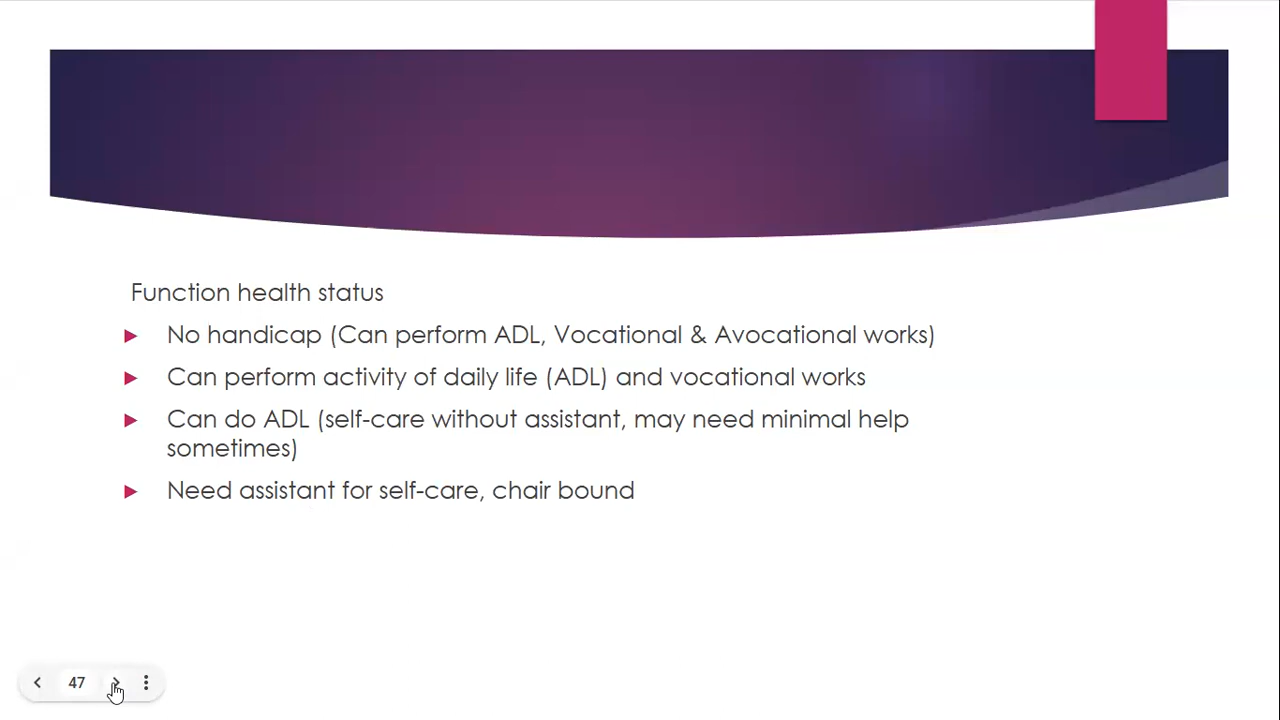 Function health status
No handicap (Can perform ADL, Vocational & Avocational works)
Can perform activity of daily life (ADL) and vocational works
Can do ADL (self-care without assistant, may need minimal help
sometimes)
Need assistant for self-care, chair bound
47